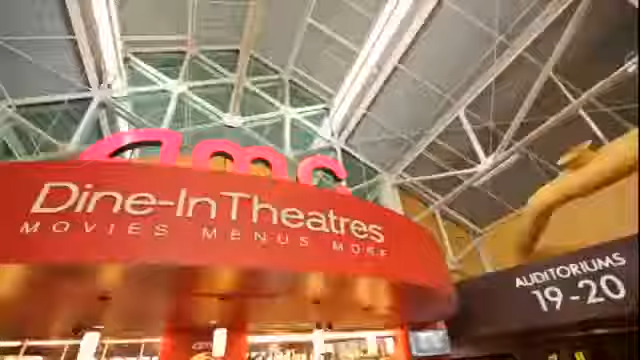 amc
Dine-In Theatres
MOVIES MENUS MORE
AUDITORIUMS
19-20